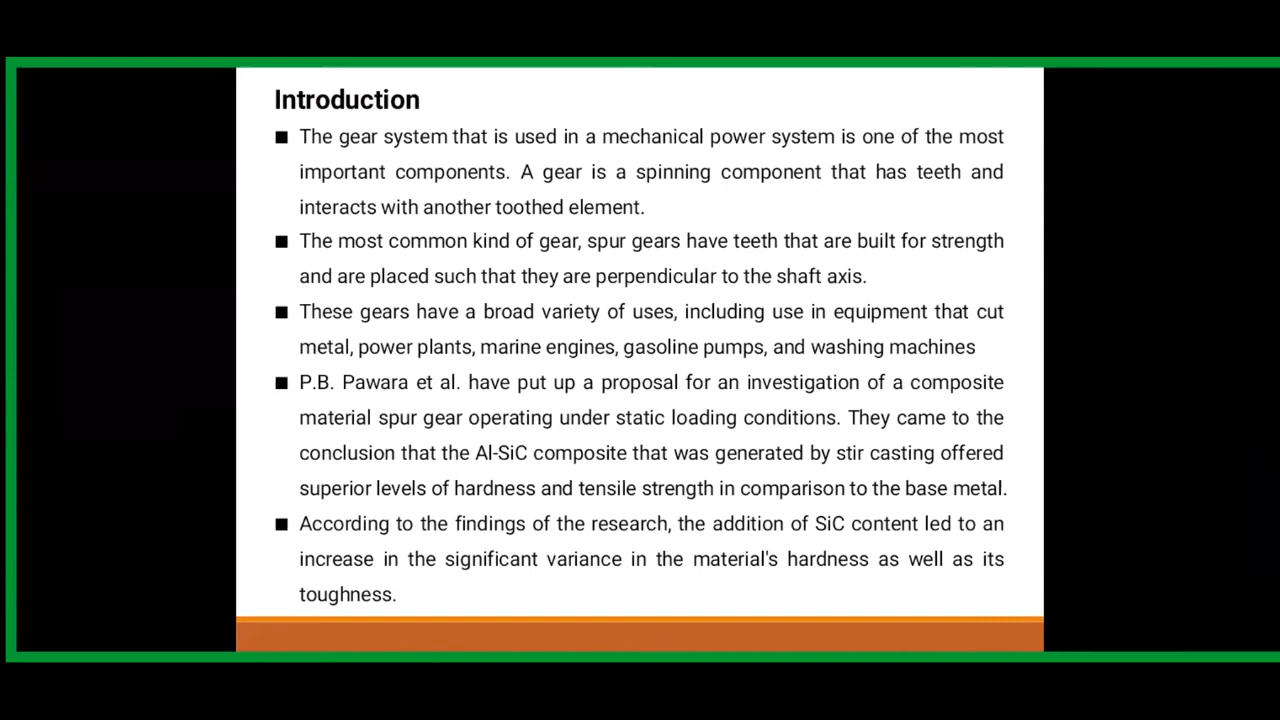 Introduction
■ The gear system that is used in a mechanical power system is one of the most
important components. A gear is a spinning component that has teeth and
interacts with another toothed element.
■ The most common kind of gear, spur gears have teeth that are built for strength
and are placed such that they are perpendicular to the shaft axis.
■ These gears have a broad variety of uses, including use in equipment that cut
metal, power plants, marine engines, gasoline pumps, and washing machines
■ P.B. Pawara et al. have put up a proposal for an investigation of a composite
material spur gear operating under static loading conditions. They came to the
conclusion that the Al-SiC composite that was generated by stir casting offered
superior levels of hardness and tensile strength in comparison to the base metal.
■ According to the findings of the research, the addition of SiC content led to an
increase in the significant variance in the material's hardness as well as its
toughness.